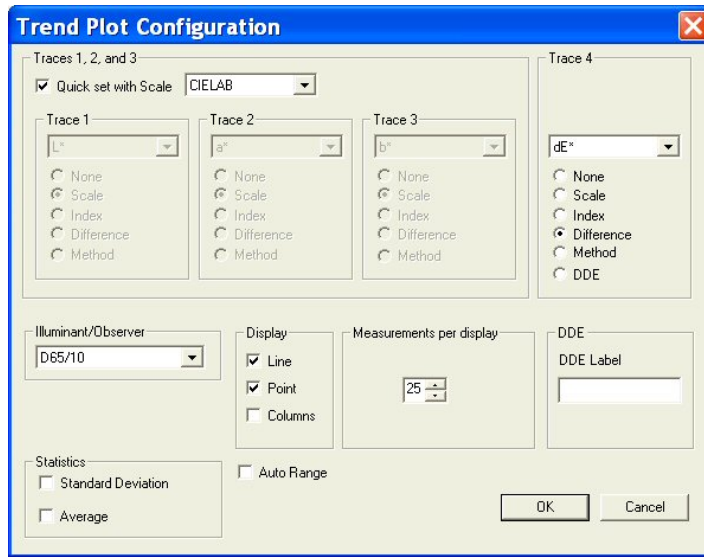 Trend Plot Configuration
Traces 1, 2, and 3
Quick set with Scale
CIELAB
Trace 1
L*
None
Scale
Index
Difference
Method
Trace 2
a*
None
Scale
Index
Difference
Method
Trace 3
b*
None
Scale
Index
Difference
Method
Trace 4
dE*
None
Scale
Index
Difference
Method
DDE
Illuminant/Observer
D65/10
Display
Line
Point
Columns
Measurements per display
25
DDE
DDE Label
Statistics
Standard Deviation
Average
Auto Range
OK
Cancel